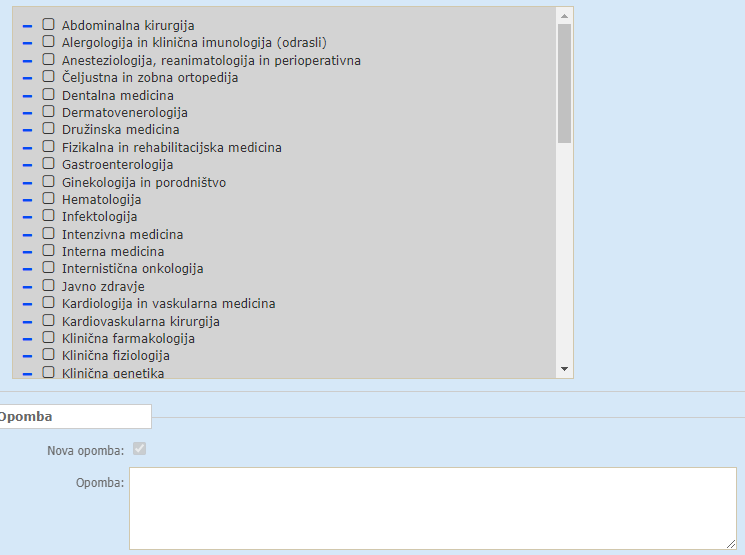 Abdominalna kirurgija
Alergologija in klinična imunologija (odrasli)
Anesteziologija, reanimatologija in perioperativna
Čeljustna in zobna ortopedija
Dentalna medicina
Dermatovenerologija
Družinska medicina
Fizikalna in rehabilitacijska medicina
Gastroenterologija
Ginekologija in porodništvo
Hematologija
Infektologija
Intenzivna medicina
Interna medicina
Internistična onkologija
Javno zdravje
Kardiologija in vaskularna medicina
Kardiovaskularna kirurgija
Klinična farmakologija
Klinična fiziologija
Klinična genetika
Opomba
Nova opomba:
Opomba: